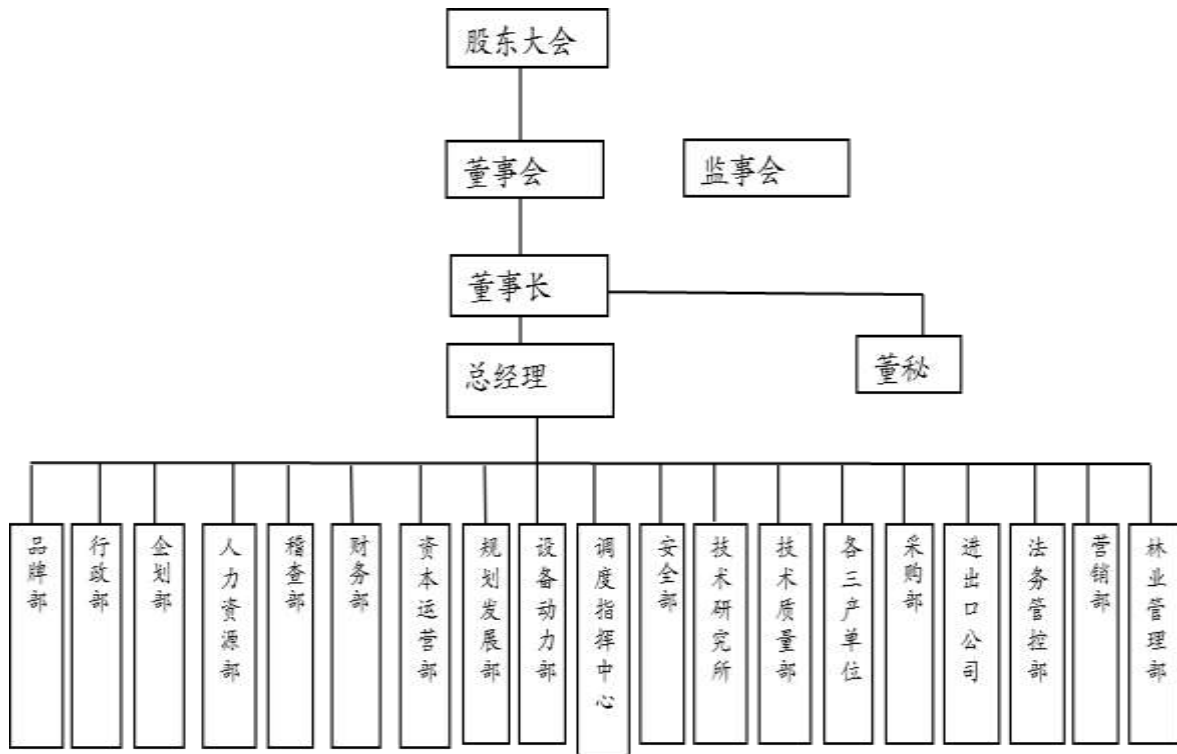 股东大会
董事会
监事会
董事长
董秘
总经理
品牌部
行政部
企划部
人力资源部
稽查部
财务部
资本运营部
规划发展部
设备动力部
调度指挥中心
安全部
技术研究所
技术质量部
各三产单位
采购部
进出口公司
法务管控部
营销部
林业管理部